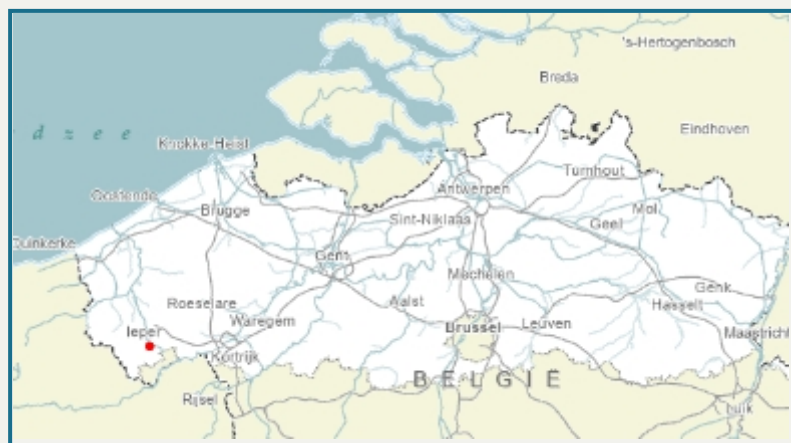 's-Hertogenbosch
Breda
Eindhoven
d z e e
Knokke-Heist
Turnhout
Oostende
Antwerpen
Brugge
Sint-Niklaas
Mol
Geel
Duinkerke
Gent
Mechelen
Genk
Roeselare
Aalst
Hasselt
Waregem
Ieper
Brussel
Leuven
Maastricht
Kortrijk
BELGIË
Rijsel
Luik